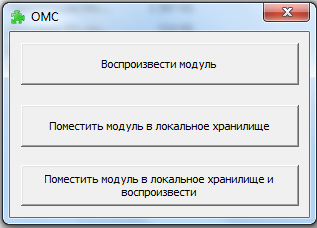 ОМС
Воспроизвести модуль
Поместить модуль в локальное хранилище
Поместить модуль в локальное хранилище и
воспроизвести